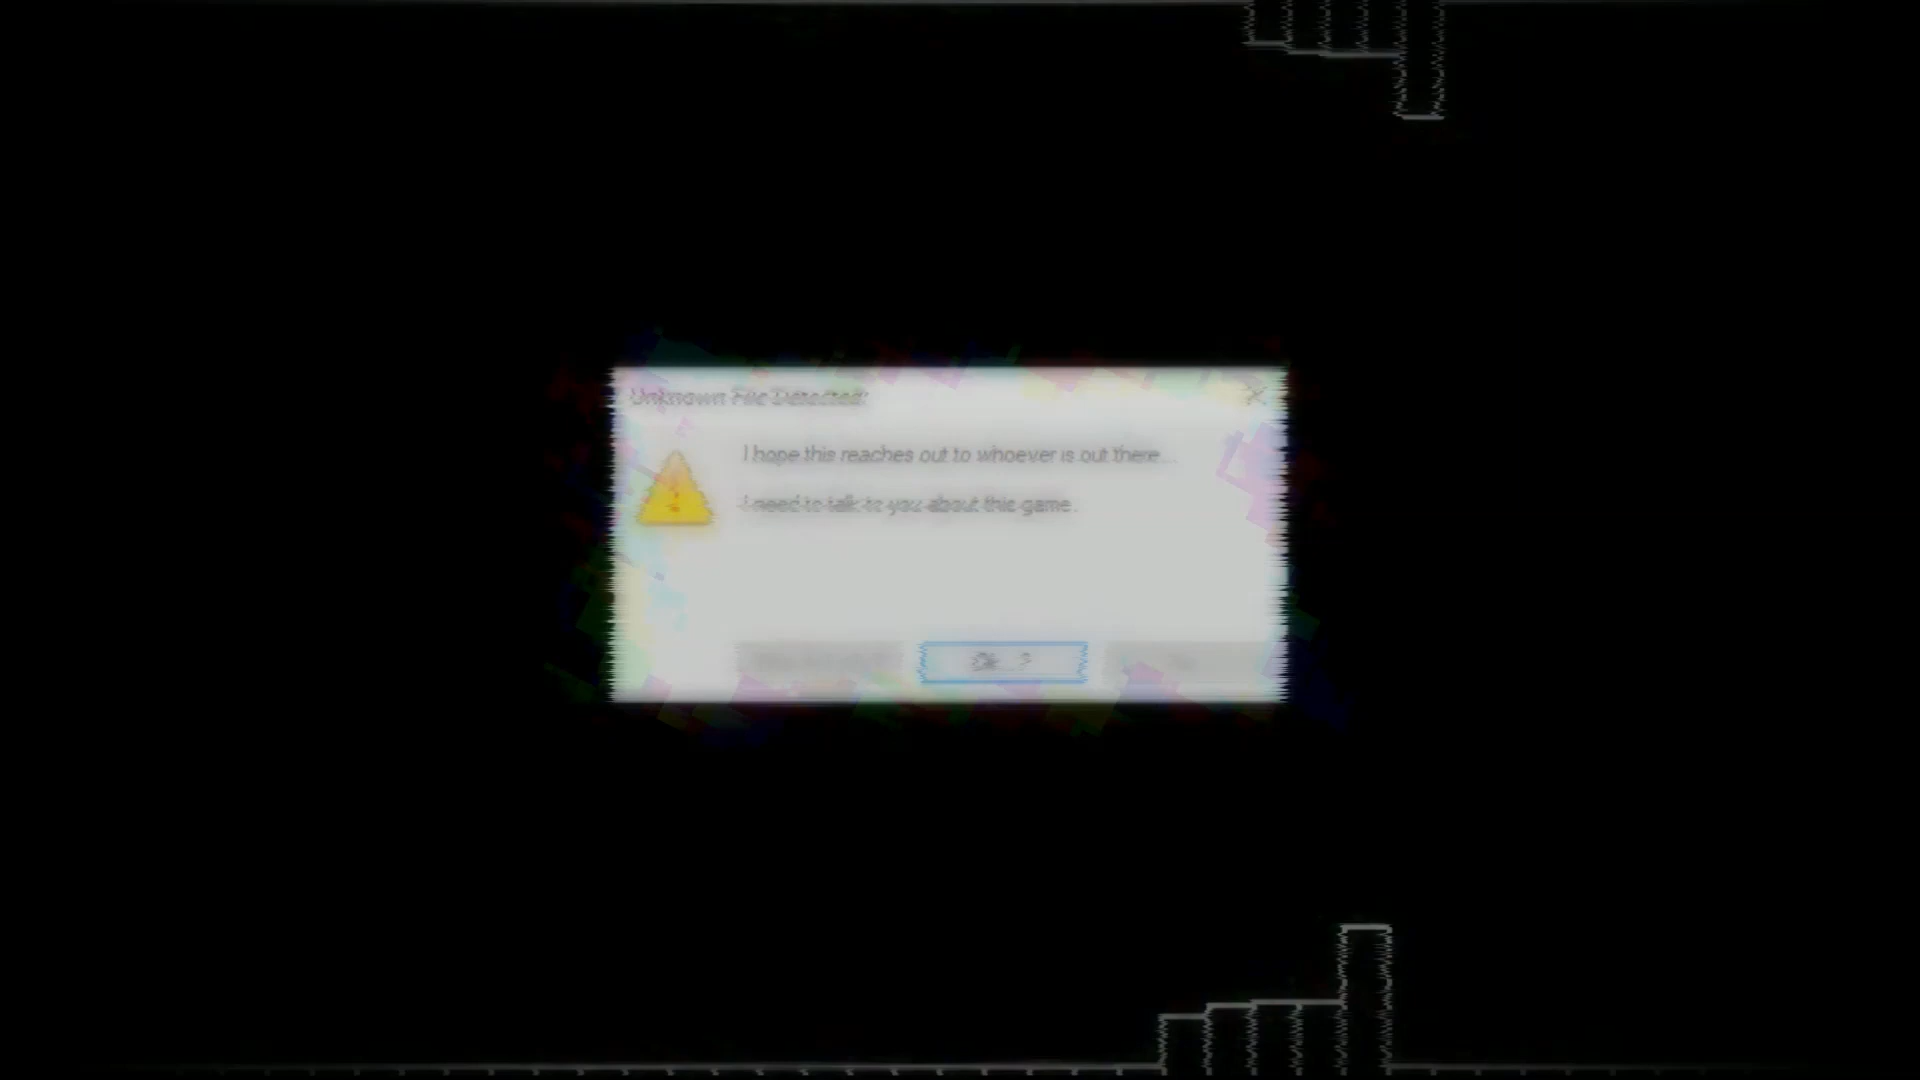 Unknown File Detected!
I hope this reaches out to whoever is out there...
I need to talk to you about this game.